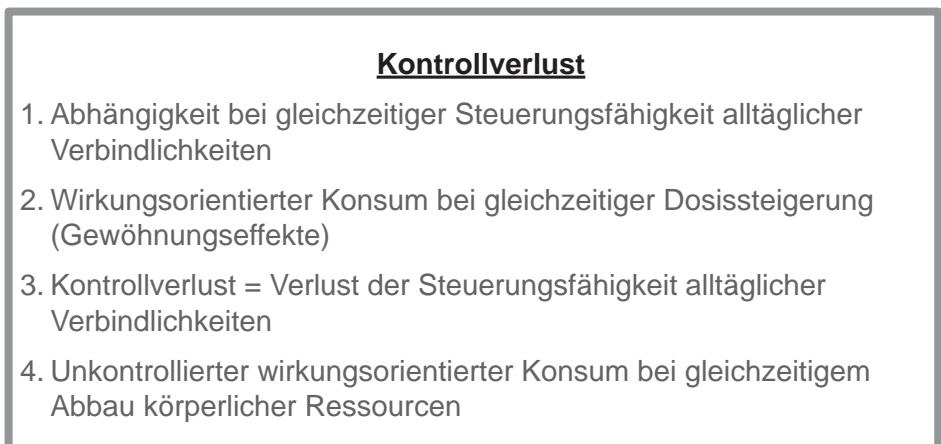 Kontrollverlust
1. Abhängigkeit bei gleichzeitiger Steuerungsfähigkeit alltäglicher
Verbindlichkeiten
2. Wirkungsorientierter Konsum bei gleichzeitiger Dosissteigerung
(Gewöhnungseffekte)
3. Kontrollverlust = Verlust der Steuerungsfähigkeit alltäglicher
Verbindlichkeiten
4. Unkontrollierter wirkungsorientierter Konsum bei gleichzeitigem
Abbau körperlicher Ressourcen